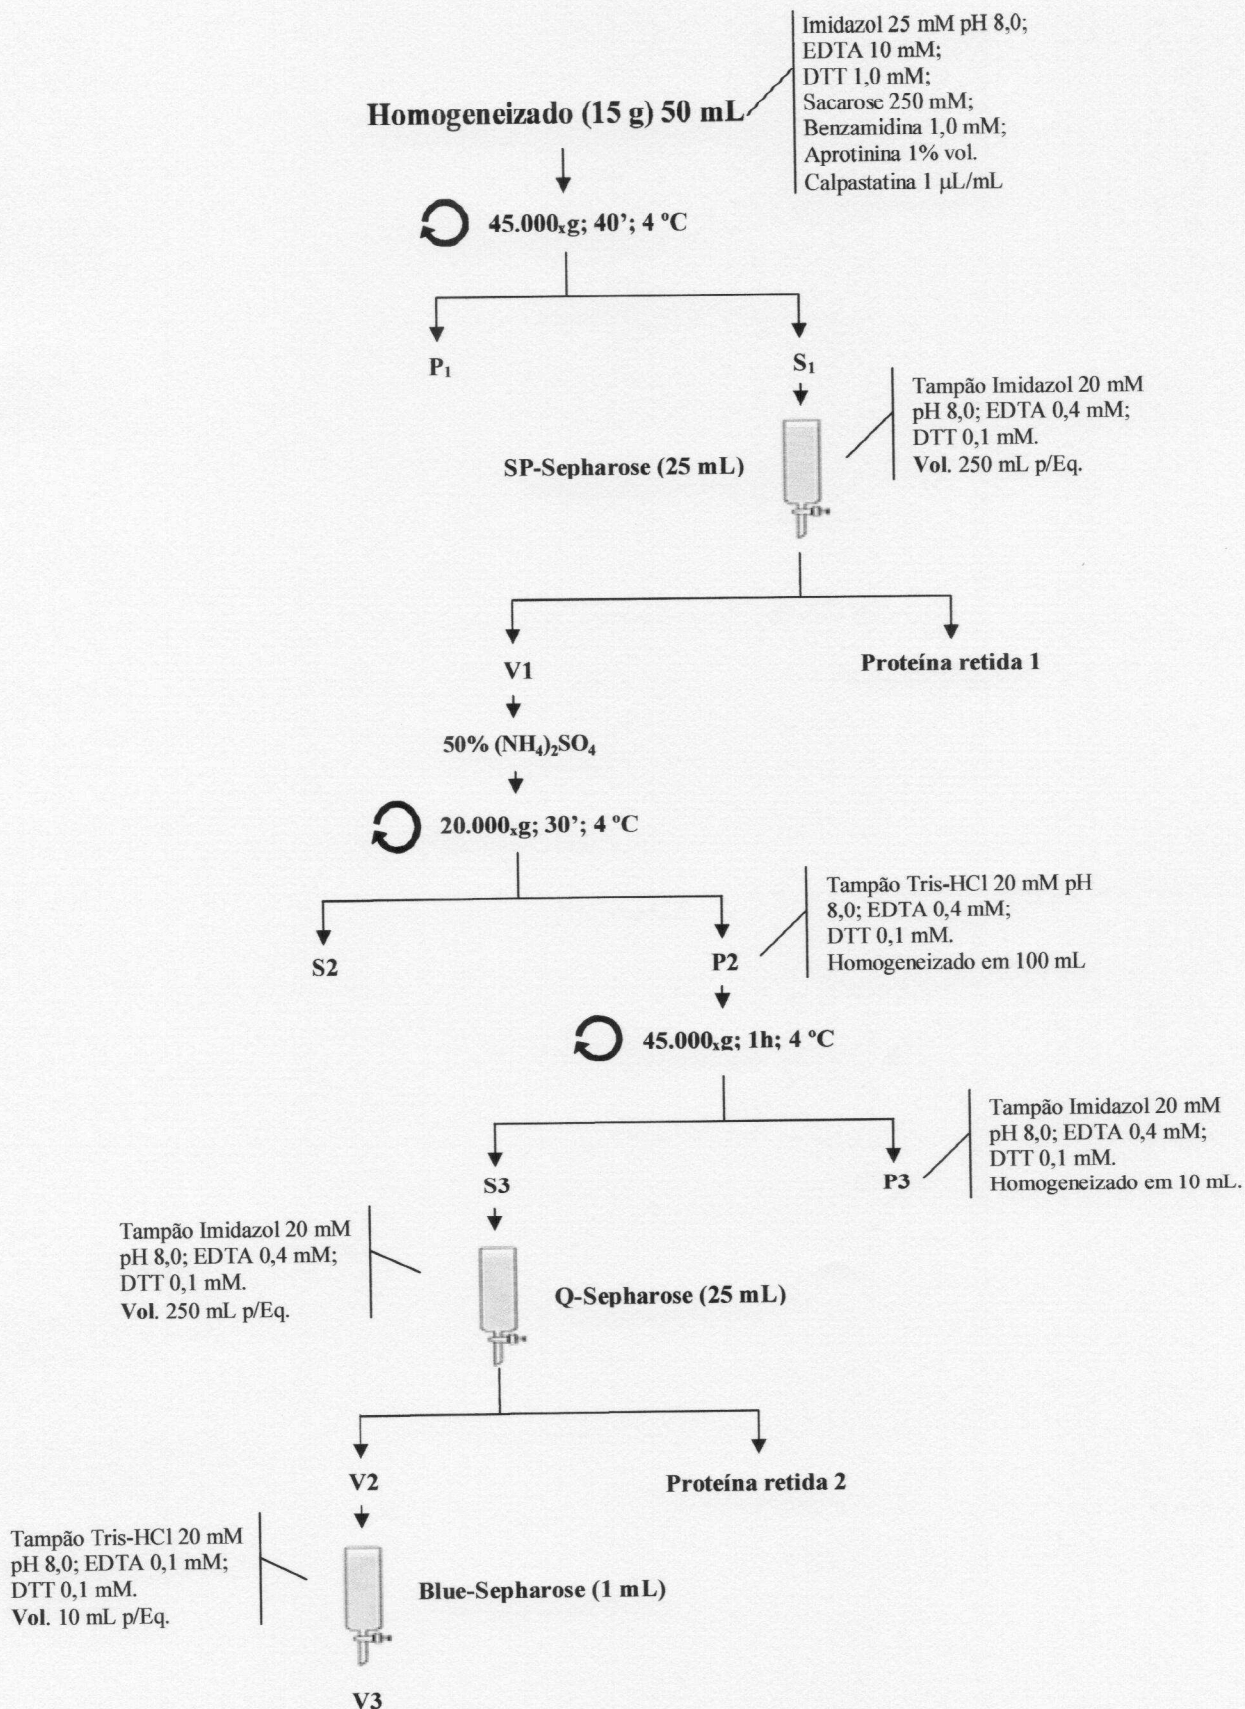 Imidazol 25 mM pH 8,0;
EDTA 10 mM;
DTT 1,0 mM;
Sacarose 250 mM;
Benzamidina 1,0 mM;
Aprotinina 1% vol.
Calpastatina 1 µL/mL
Homogeneizado (15 g) 50 mL
45.000ₓg; 40’; 4 ºC
P₁
S₁
Tampão Imidazol 20 mM
pH 8,0; EDTA 0,4 mM;
DTT 0,1 mM.
Vol. 250 mL p/Eq.
SP-Sepharose (25 mL)
V1
Proteína retida 1
50% (NH₄)₂SO₄
20.000ₓg; 30’; 4 ºC
S2
P2
Tampão Tris-HCl 20 mM pH
8,0; EDTA 0,4 mM;
DTT 0,1 mM.
Homogeneizado em 100 mL
45.000ₓg; 1h; 4 ºC
S3
P3
Tampão Imidazol 20 mM
pH 8,0; EDTA 0,4 mM;
DTT 0,1 mM.
Homogeneizado em 10 mL.
Tampão Imidazol 20 mM
pH 8,0; EDTA 0,4 mM;
DTT 0,1 mM.
Vol. 250 mL p/Eq.
Q-Sepharose (25 mL)
V2
Proteína retida 2
Tampão Tris-HCl 20 mM
pH 8,0; EDTA 0,1 mM;
DTT 0,1 mM.
Vol. 10 mL p/Eq.
Blue-Sepharose (1 mL)
V3